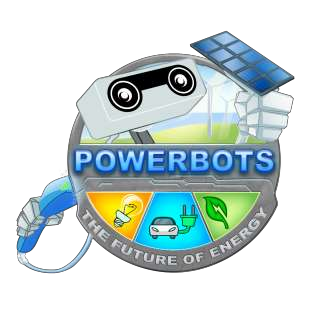 POWERBOTS
THE FUTURE OF ENERGY